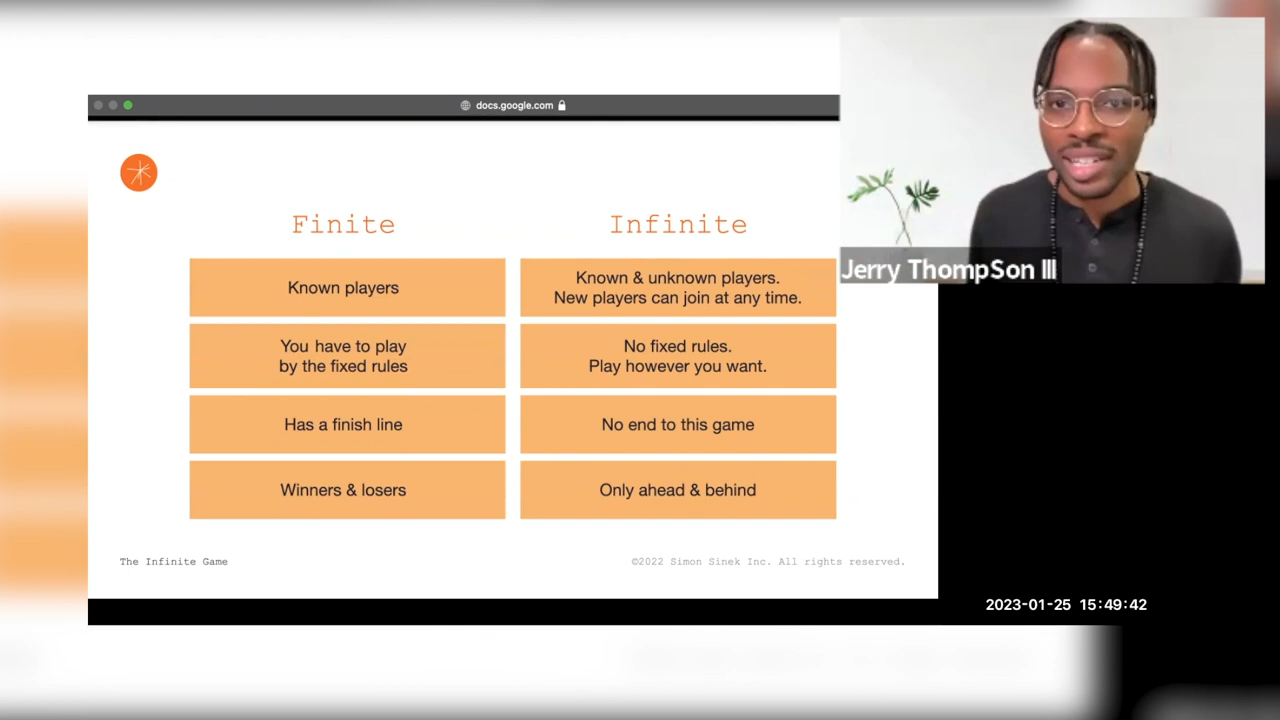 docs.google.com
Finite
Infinite
Known players
Known & unknown players.
New players can join at any time.
You have to play
by the fixed rules
No fixed rules.
Play however you want.
Has a finish line
No end to this game
Winners & losers
Only ahead & behind
The Infinite Game
©2022 Simon Sinek Inc. All rights reserved.
Jerry ThompSon III
2023-01-25 15:49:42